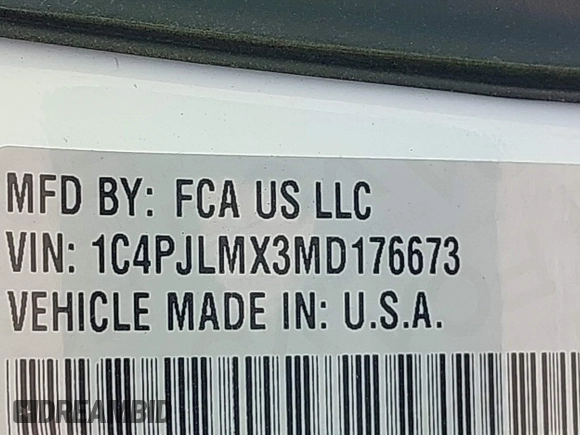 MFD BY: FCA US LLC
VIN: 1C4PJLMX3MD176673
VEHICLE MADE IN: U.S.A.
DREAMBID